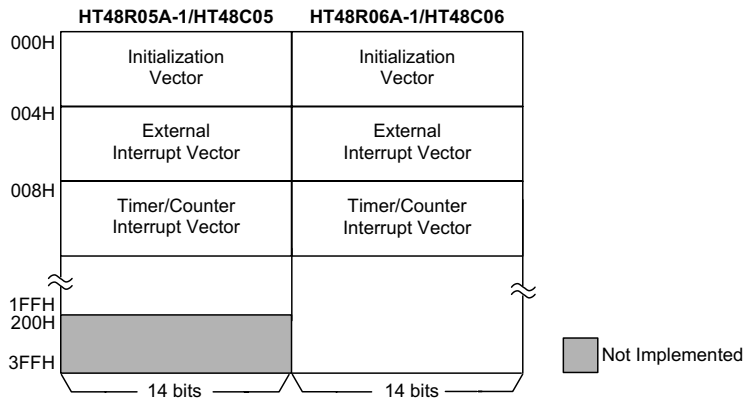 HT48R05A-1/HT48C05 HT48R06A-1/HT48C06
000H
Initialization
Vector
Initialization
Vector
004H
External
Interrupt Vector
External
Interrupt Vector
008H
Timer/Counter
Interrupt Vector
Timer/Counter
Interrupt Vector
1FFH
200H
3FFH
Not Implemented
14 bits 14 bits